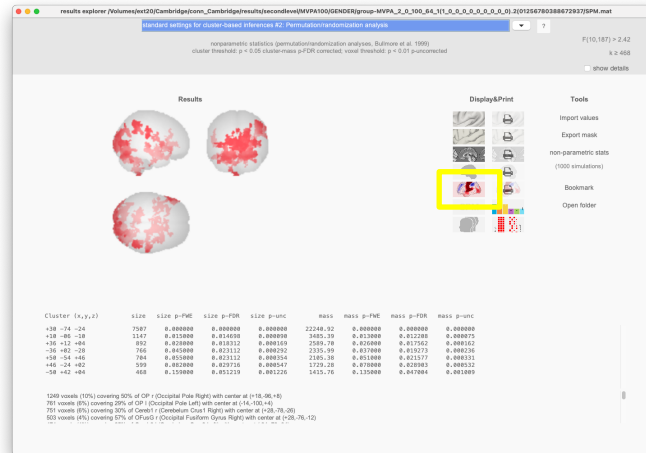 results explorer /Volumes/ext20/Cambridge/conn_Cambridge/results/secondlevel/MVPA100/GENDER/group-MVPA_2_0_100_64_1(1_0_0_0_0_0_0_0_0_0).2(01256780388672937/SPM.mat
standard settings for cluster-based inferences #2: Permutation/randomization analysis
?
nonparametric statistics (permutation/randomization analyses, Bullmore et al. 1999)
cluster threshold: p < 0.05 cluster-mass p-FDR corrected, voxel threshold: p < 0.01 p-uncorrected
F(10,187) > 2.42
k ≥ 468
show details
Results
Display&Print
Tools
Import values
Export mask
non-parametric stats
(1000 simulations)
Bookmark
Open folder
Cluster (x,y,z) size size p-FWE size p-FDR size p-unc mass mass p-FWE mass p-FDR mass p-unc
+30 -74 -24 7507 0.000000 0.000000 0.000000 22240.92 0.000000 0.000000 0.000000
+10 -06 -10 1147 0.015000 0.014698 0.000090 3485.39 0.013000 0.012208 0.000075
+36 +12 +04 892 0.028000 0.018312 0.000169 2589.70 0.026000 0.017562 0.000162
-36 +02 -28 766 0.045000 0.023112 0.000292 2335.99 0.037000 0.019273 0.000236
-50 -54 +46 704 0.055000 0.023112 0.000354 2105.38 0.051000 0.021577 0.000331
+46 -24 +02 599 0.082000 0.029716 0.000547 1729.28 0.078000 0.028903 0.000532
-50 +42 +04 468 0.159000 0.051219 0.001226 1415.76 0.135000 0.047004 0.001009
1249 voxels (10%) covering 50% of OP r (Occipital Pole Right) with center at (+18,-96,+8)
761 voxels (6%) covering 29% of OP l (Occipital Pole Left) with center at (-14,-100,+4)
751 voxels (6%) covering 30% of Cereb1 r (Cerebelum Crus1 Right) with center at (+28,-78,-26)
503 voxels (4%) covering 57% of OFusG r (Occipital Fusiform Gyrus Right) with center at (+28,-76,-12)